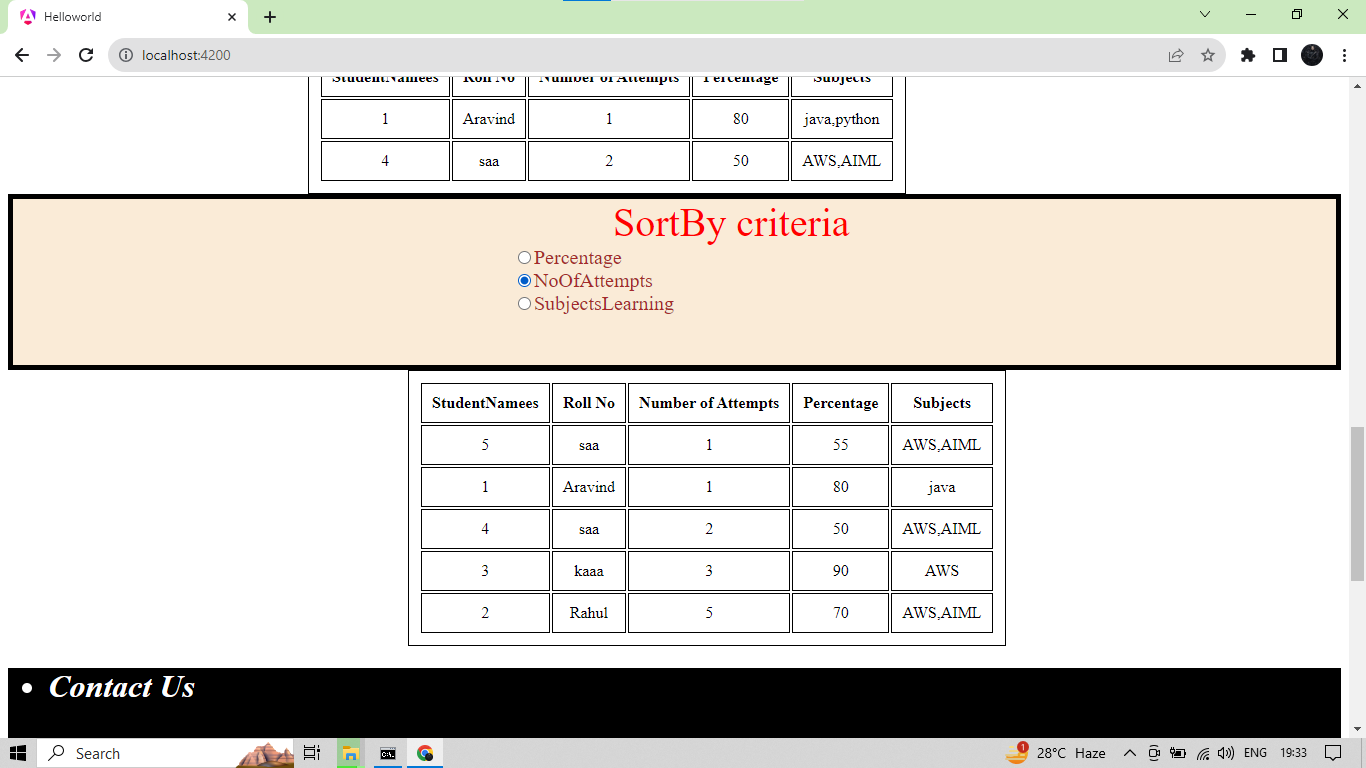 Helloworld
localhost:4200
StudentNamees Roll No Number of Attempts Percentage Subjects
1 Aravind 1 80 java,python
4 saa 2 50 AWS,AIML
SortBy criteria
Percentage
NoOfAttempts
SubjectsLearning
StudentNamees Roll No Number of Attempts Percentage Subjects
5 saa 1 55 AWS,AIML
1 Aravind 1 80 java
4 saa 2 50 AWS,AIML
3 kaaa 3 90 AWS
2 Rahul 5 70 AWS,AIML
Contact Us
Search 1 28°C Haze ENG 19:33